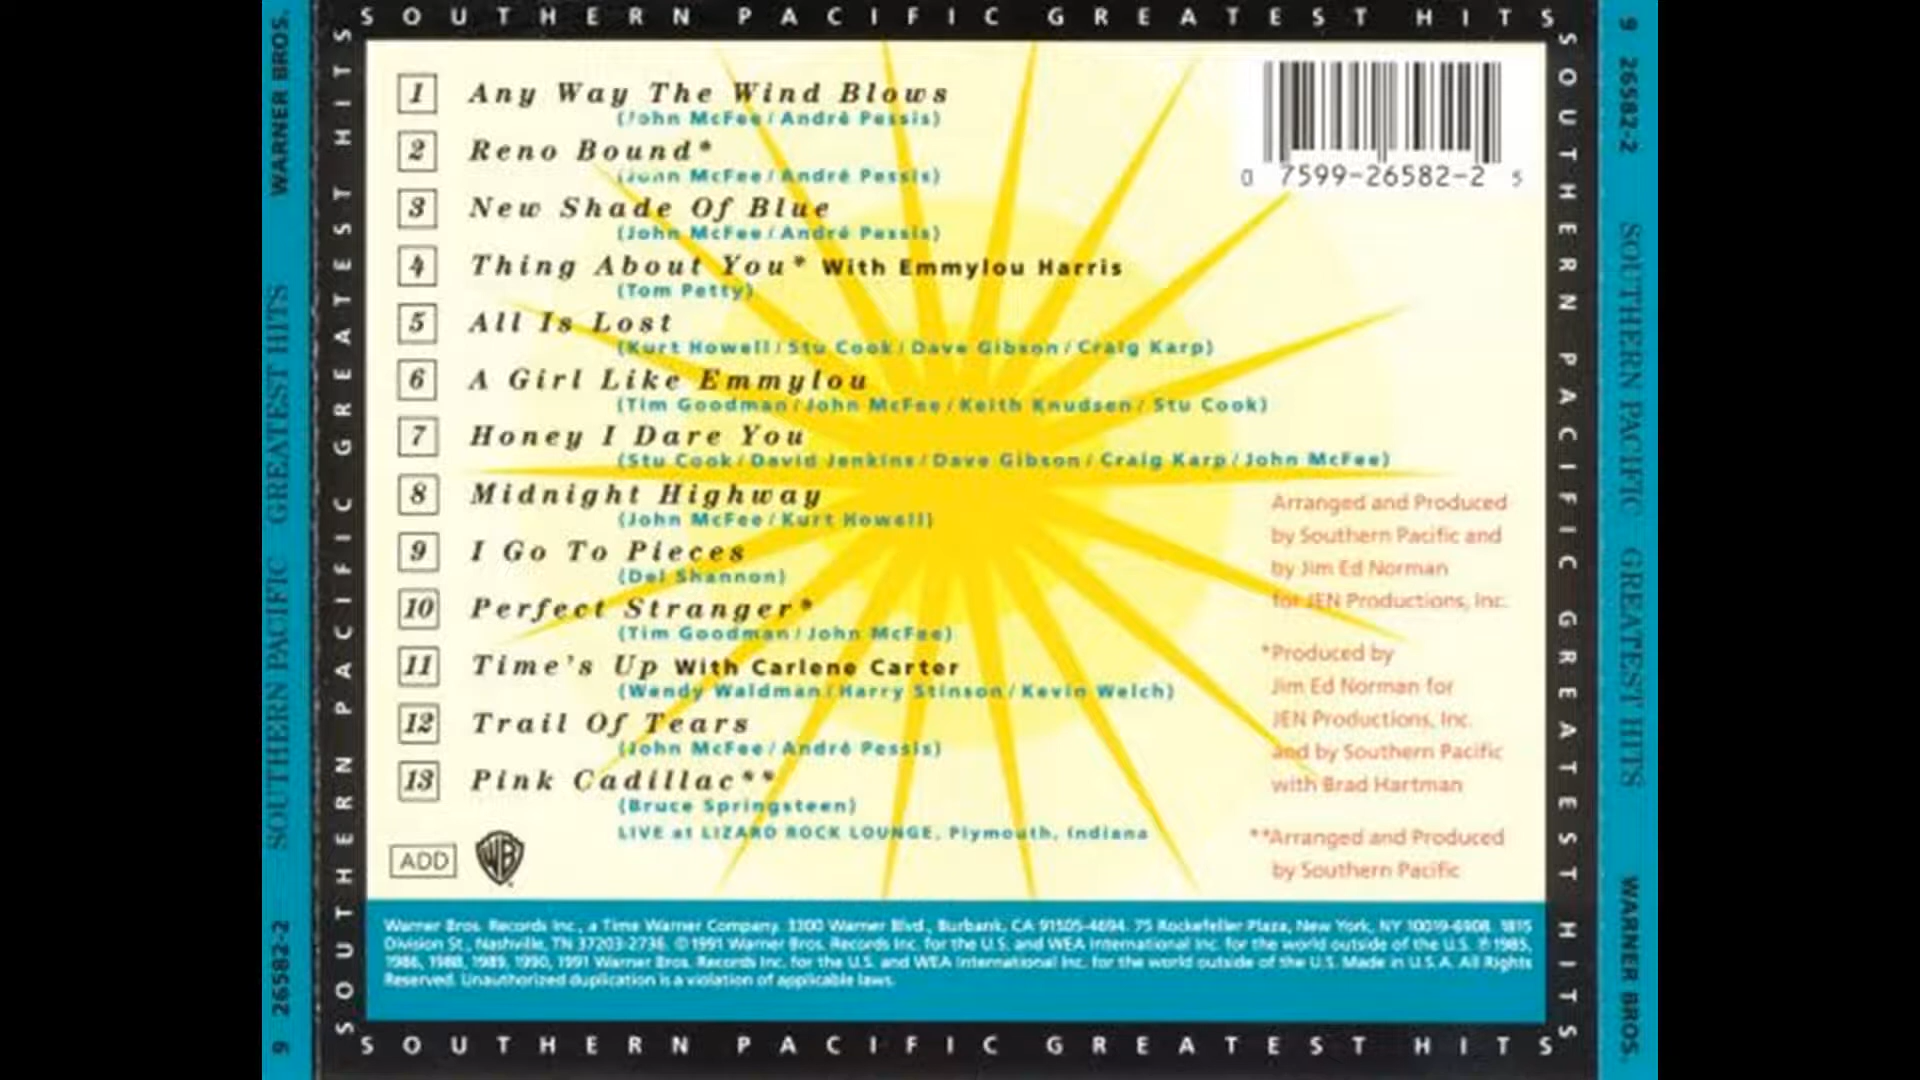 SOUTHERN PACIFIC GREATEST HITS
WARNER BROS.
SOUTHERN PACIFIC GREATEST HITS
9 26582-2
SOUTHERN PACIFIC GREATEST HITS
1 Any Way The Wind Blows
(John McFee / André Pessis)
2 Reno Bound*
(John McFee / André Pessis)
3 New Shade Of Blue
(John McFee / André Pessis)
4 Thing About You* With Emmylou Harris
(Tom Petty)
5 All Is Lost
(Kurt Howell / Stu Cook / Dave Gibson / Craig Karp)
6 A Girl Like Emmylou
(Tim Goodman / John McFee / Keith Knudsen / Stu Cook)
7 Honey I Dare You
(Stu Cook / David Jenkins / Dave Gibson / Craig Karp / John McFee)
8 Midnight Highway
(John McFee / Kurt Howell)
9 I Go To Pieces
(Del Shannon)
10 Perfect Stranger*
(Tim Goodman / John McFee)
11 Time's Up With Carlene Carter
(Wendy Waldman / Harry Stinson / Kevin Welch)
12 Trail Of Tears
(John McFee / André Pessis)
13 Pink Cadillac**
(Bruce Springsteen)
LIVE at LIZARD ROCK LOUNGE, Plymouth, Indiana
ADD WB
0 7599-26582-2 5
Arranged and Produced
by Southern Pacific and
by Jim Ed Norman
for JEN Productions, Inc.
*Produced by
Jim Ed Norman for
JEN Productions, Inc.
and by Southern Pacific
with Brad Hartman
**Arranged and Produced
by Southern Pacific
Warner Bros. Records Inc., a Time Warner Company. 3300 Warner Blvd., Burbank, CA 91505-4694. 75 Rockefeller Plaza, New York, NY 10019-6908. 1815
Division St., Nashville, TN 37203-2736. ©1991 Warner Bros. Records Inc. for the U.S. and WEA International Inc. for the world outside of the U.S. ℗1985,
1986, 1988, 1989, 1990, 1991 Warner Bros. Records Inc. for the U.S. and WEA International Inc. for the world outside of the U.S. Made in U.S.A. All Rights
Reserved. Unauthorized duplication is a violation of applicable laws.
SOUTHERN PACIFIC GREATEST HITS
9 26582-2
SOUTHERN PACIFIC GREATEST HITS
WARNER BROS.
SOUTHERN PACIFIC GREATEST HITS